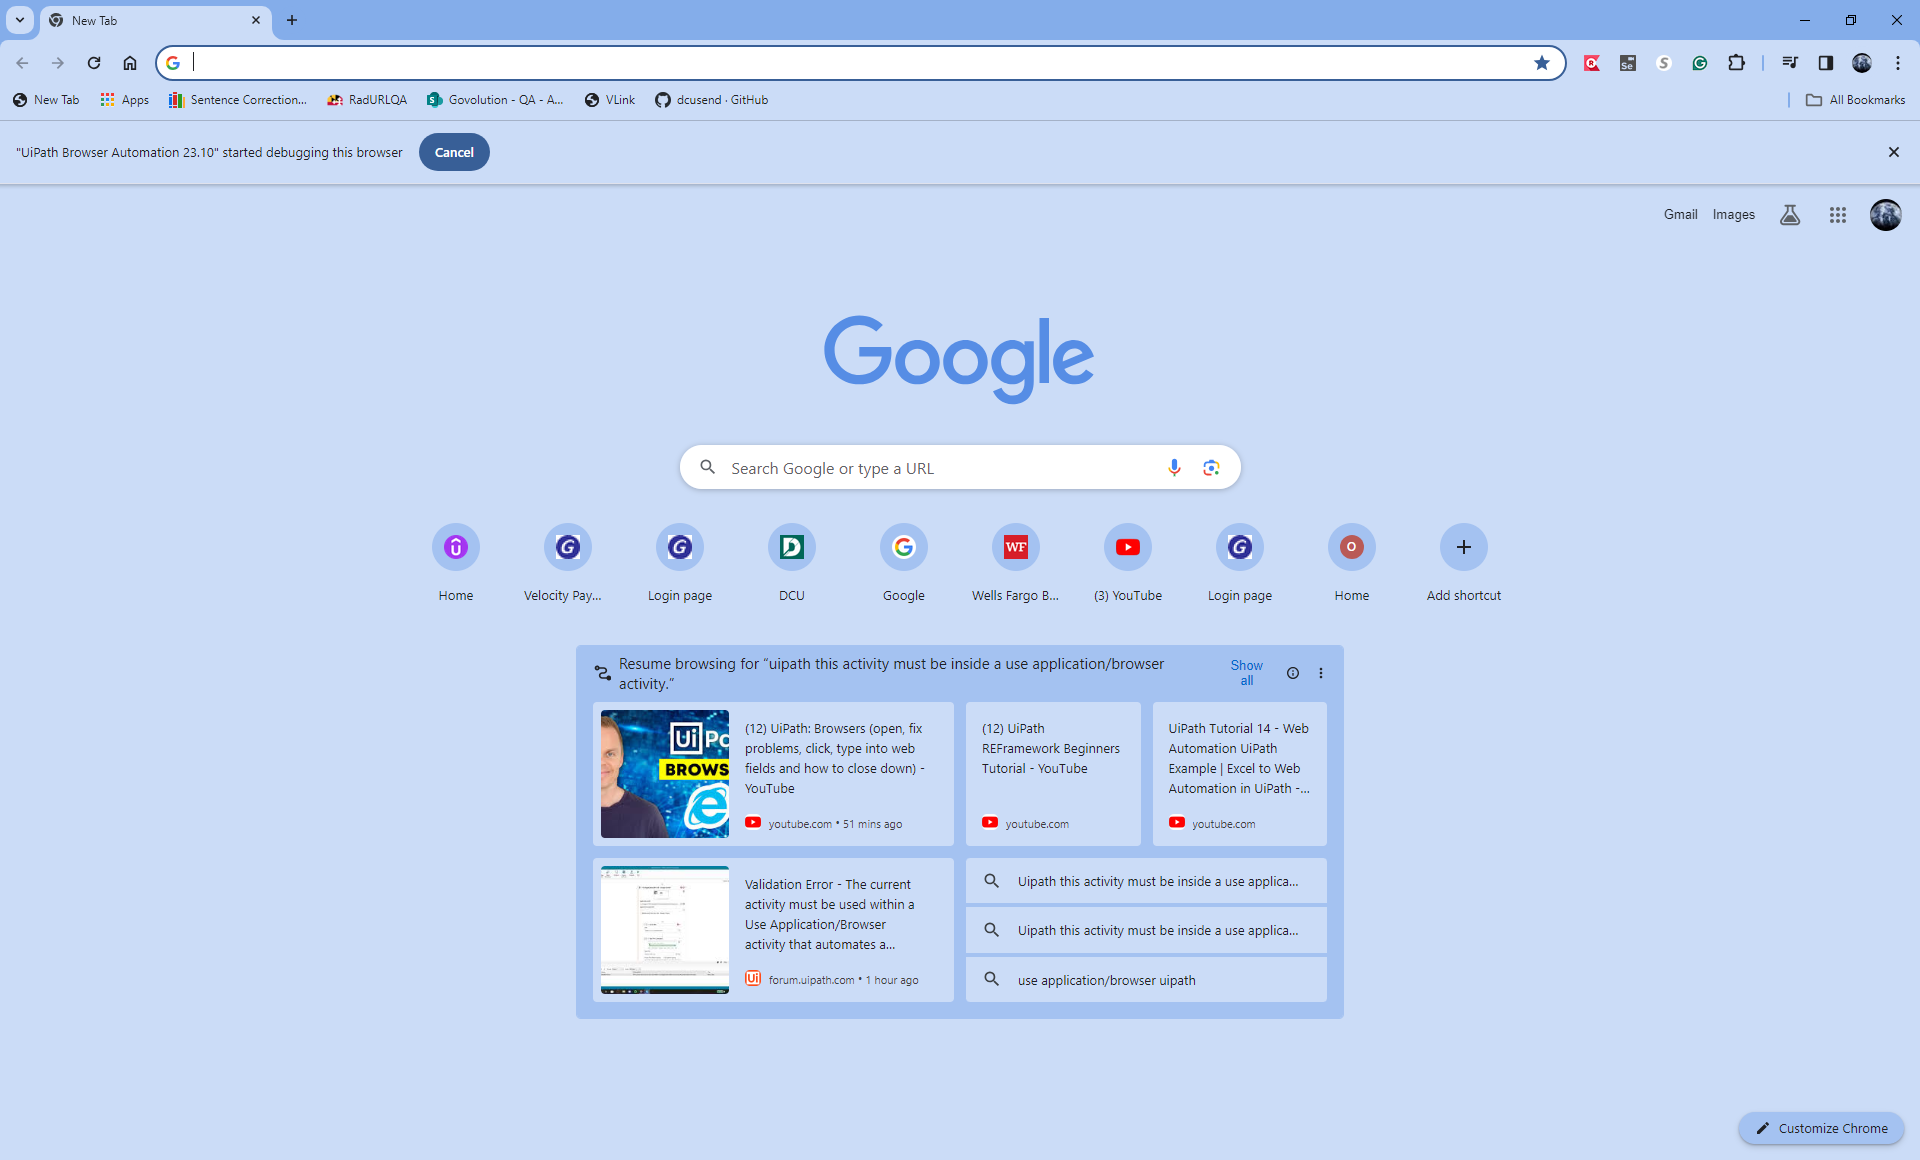 New Tab
New Tab
Apps
Sentence Correction...
RadURLQA
Govolution - QA - A...
VLink
dcusend · GitHub
All Bookmarks
"UiPath Browser Automation 23.10" started debugging this browser
Cancel
Gmail
Images
Google
Search Google or type a URL
Home
Velocity Pay...
Login page
DCU
Google
WF
Wells Fargo B...
(3) YouTube
Login page
O
Home
Add shortcut
Resume browsing for “uipath this activity must be inside a use application/browser
activity.”
Show
all
Ui Pa
BROWS
(12) UiPath: Browsers (open, fix
problems, click, type into web
fields and how to close down) -
YouTube
youtube.com • 51 mins ago
(12) UiPath
REFramework Beginners
Tutorial - YouTube
youtube.com
UiPath Tutorial 14 - Web
Automation UiPath
Example | Excel to Web
Automation in UiPath -...
youtube.com
Validation Error - The current
activity must be used within a
Use Application/Browser
activity that automates a...
forum.uipath.com • 1 hour ago
Uipath this activity must be inside a use applica...
Uipath this activity must be inside a use applica...
use application/browser uipath
Customize Chrome